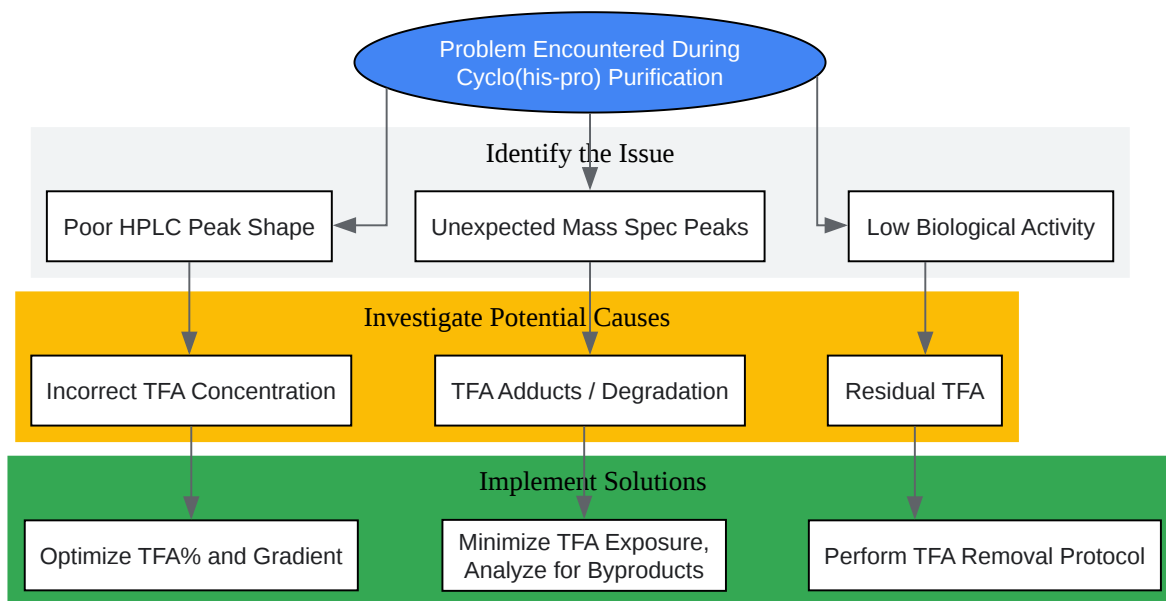 Problem Encountered During
Cyclo(his-pro) Purification
Identify the Issue
Poor HPLC Peak Shape
Unexpected Mass Spec Peaks
Low Biological Activity
Investigate Potential Causes
Incorrect TFA Concentration
TFA Adducts / Degradation
Residual TFA
Implement Solutions
Optimize TFA% and Gradient
Minimize TFA Exposure,
Analyze for Byproducts
Perform TFA Removal Protocol